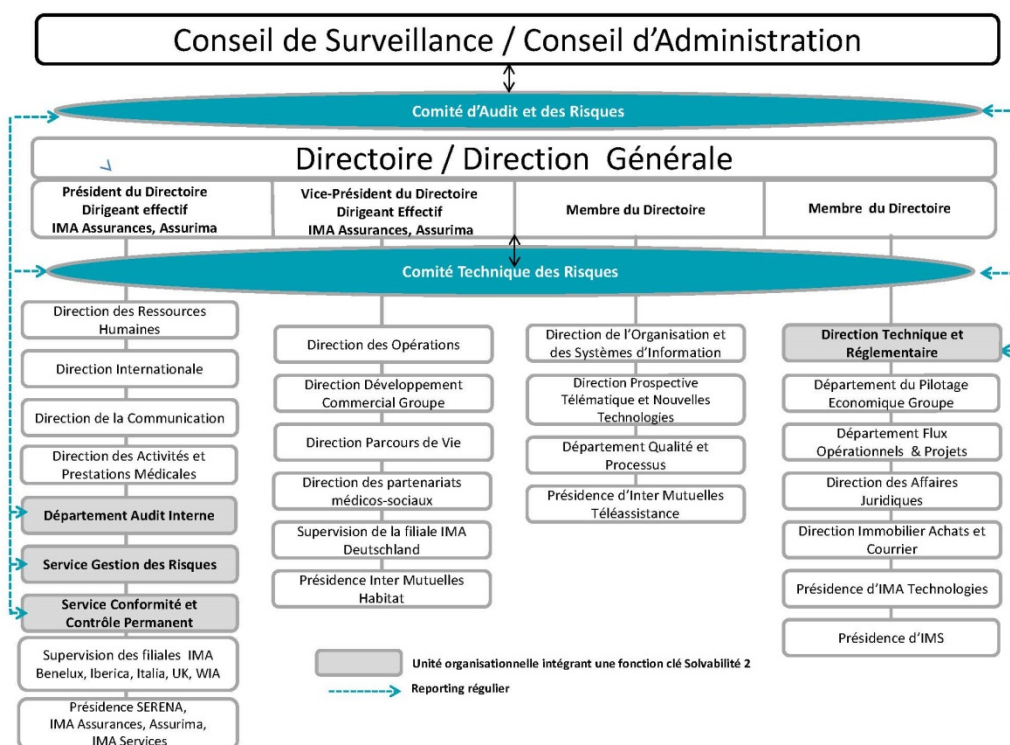 Conseil de Surveillance / Conseil d'Administration
Comité d'Audit et des Risques
Directoire / Direction Générale
Président du Directoire
Dirigeant effectif
IMA Assurances, Assurima
Vice-Président du Directoire
Dirigeant Effectif
IMA Assurances, Assurima
Membre du Directoire
Membre du Directoire
Comité Technique des Risques
Direction des Ressources
Humaines
Direction Internationale
Direction de la Communication
Direction des Activités et
Prestations Médicales
Département Audit Interne
Service Gestion des Risques
Service Conformité et
Contrôle Permanent
Supervision des filiales IMA
Benelux, Iberica, Italia, UK, WIA
Présidence SERENA,
IMA Assurances, Assurima,
IMA Services
Direction des Opérations
Direction Développement
Commercial Groupe
Direction Parcours de Vie
Direction des partenariats
médicos-sociaux
Supervision de la filiale IMA
Deutschland
Présidence Inter Mutuelles
Habitat
Direction de l'Organisation et
des Systèmes d'Information
Direction Prospective
Télématique et Nouvelles
Technologies
Département Qualité et
Processus
Présidence d'Inter Mutuelles
Téléassistance
Direction Technique et
Réglementaire
Département du Pilotage
Economique Groupe
Département Flux
Opérationnels & Projets
Direction des Affaires
Juridiques
Direction Immobilier Achats et
Courrier
Présidence d'IMA Technologies
Présidence d'IMS
Unité organisationnelle intégrant une fonction clé Solvabilité 2
Reporting régulier